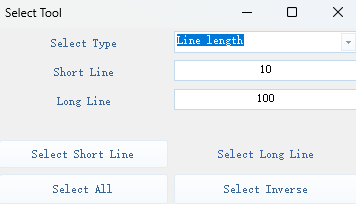 Select Tool
Select Type Line length
Short Line 10
Long Line 100
Select Short Line Select Long Line
Select All Select Inverse